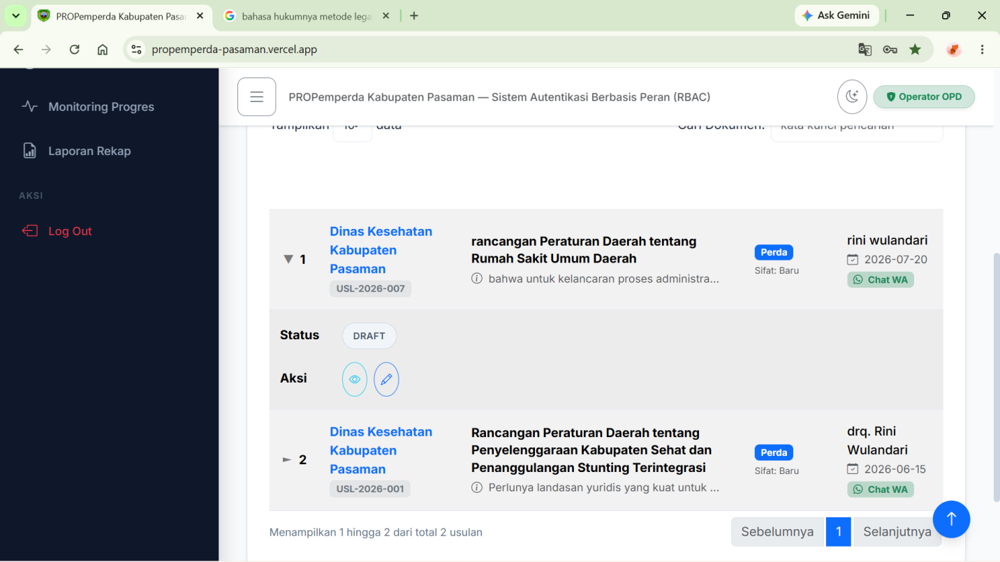 PROPemperda Kabupaten Pasa
bahasa hukumnya metode lega
Ask Gemini
propemperda-pasaman.vercel.app
Monitoring Progres
Laporan Rekap
AKSI
Log Out
PROPemperda Kabupaten Pasaman — Sistem Autentikasi Berbasis Peran (RBAC)
Operator OPD
Tampilkan 10 data
Cari Dokumen: kata kunci pencarian
1
Dinas Kesehatan
Kabupaten
Pasaman
USL-2026-007
rancangan Peraturan Daerah tentang
Rumah Sakit Umum Daerah
bahwa untuk kelancaran proses administra...
Perda
Sifat: Baru
rini wulandari
2026-07-20
Chat WA
Status DRAFT
Aksi
2
Dinas Kesehatan
Kabupaten
Pasaman
USL-2026-001
Rancangan Peraturan Daerah tentang
Penyelenggaraan Kabupaten Sehat dan
Penanggulangan Stunting Terintegrasi
Perlunya landasan yuridis yang kuat untuk ...
Perda
Sifat: Baru
drq. Rini
Wulandari
2026-06-15
Chat WA
Menampilkan 1 hingga 2 dari total 2 usulan
Sebelumnya 1 Selanjutnya